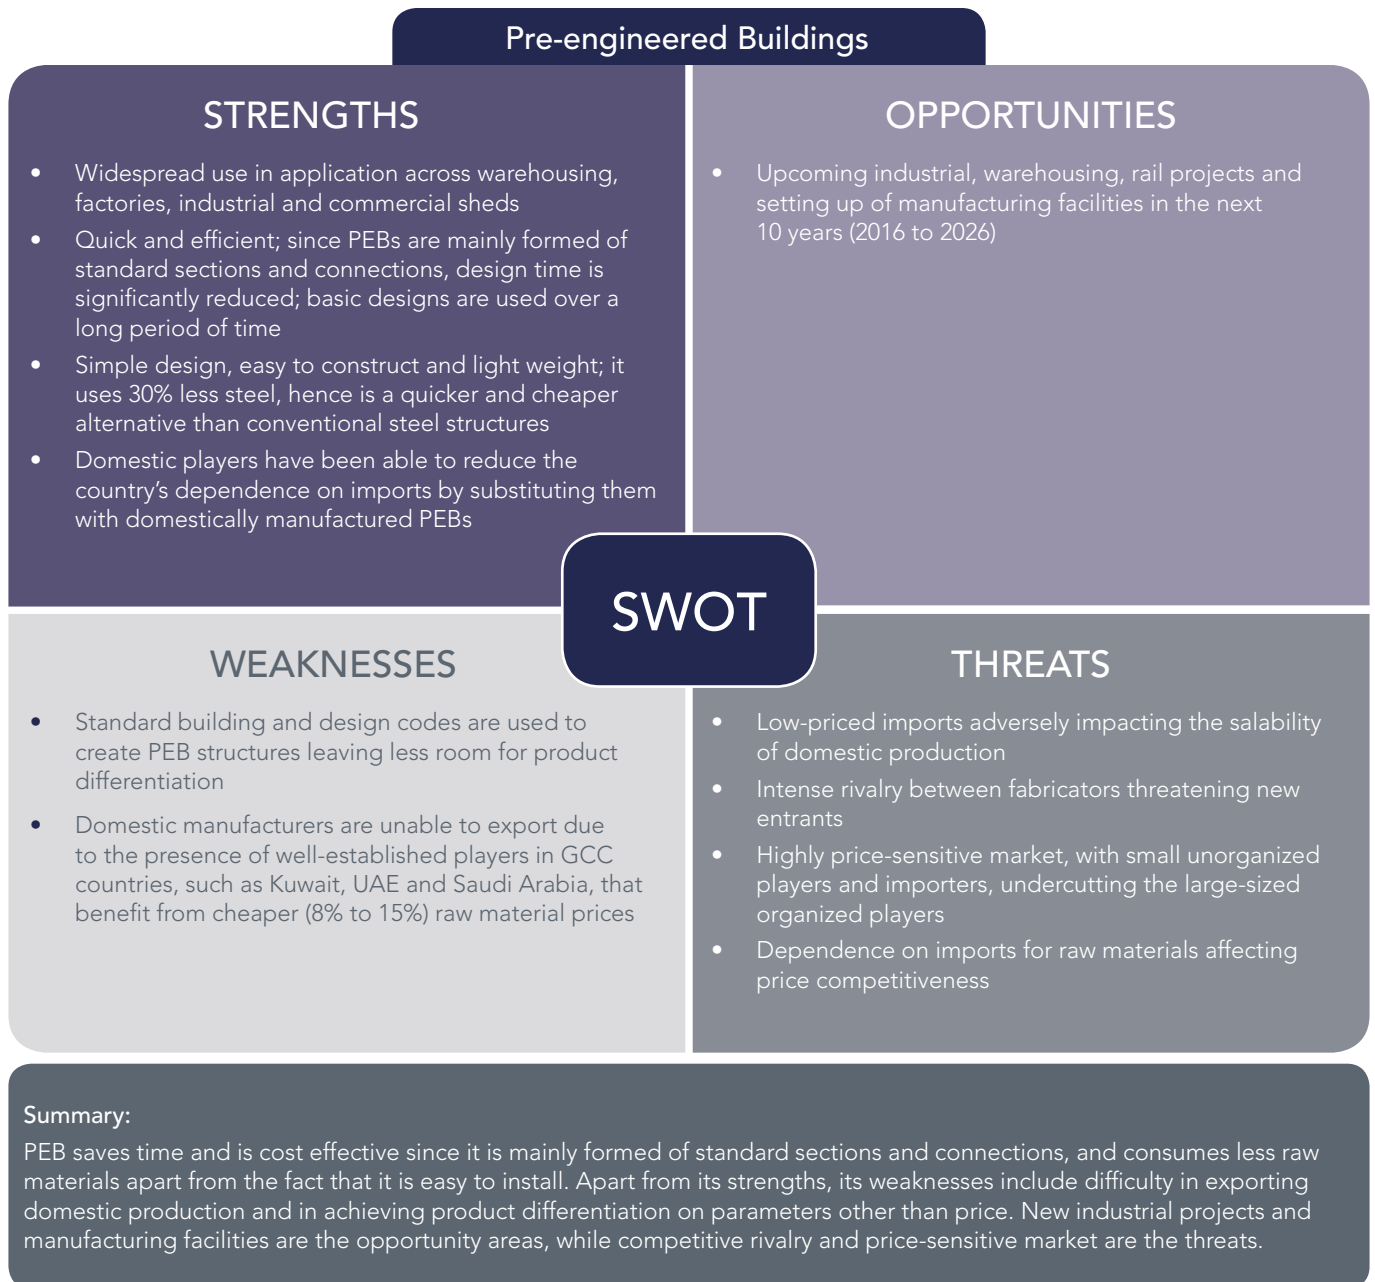 Pre-engineered Buildings
STRENGTHS
• Widespread use in application across warehousing,
factories, industrial and commercial sheds
• Quick and efficient; since PEBs are mainly formed of
standard sections and connections, design time is
significantly reduced; basic designs are used over a
long period of time
• Simple design, easy to construct and light weight; it
uses 30% less steel, hence is a quicker and cheaper
alternative than conventional steel structures
• Domestic players have been able to reduce the
country's dependence on imports by substituting them
with domestically manufactured PEBs
OPPORTUNITIES
• Upcoming industrial, warehousing, rail projects and
setting up of manufacturing facilities in the next
10 years (2016 to 2026)
SWOT
WEAKNESSES
• Standard building and design codes are used to
create PEB structures leaving less room for product
differentiation
• Domestic manufacturers are unable to export due
to the presence of well-established players in GCC
countries, such as Kuwait, UAE and Saudi Arabia, that
benefit from cheaper (8% to 15%) raw material prices
THREATS
• Low-priced imports adversely impacting the salability
of domestic production
• Intense rivalry between fabricators threatening new
entrants
• Highly price-sensitive market, with small unorganized
players and importers, undercutting the large-sized
organized players
• Dependence on imports for raw materials affecting
price competitiveness
Summary:
PEB saves time and is cost effective since it is mainly formed of standard sections and connections, and consumes less raw
materials apart from the fact that it is easy to install. Apart from its strengths, its weaknesses include difficulty in exporting
domestic production and in achieving product differentiation on parameters other than price. New industrial projects and
manufacturing facilities are the opportunity areas, while competitive rivalry and price-sensitive market are the threats.